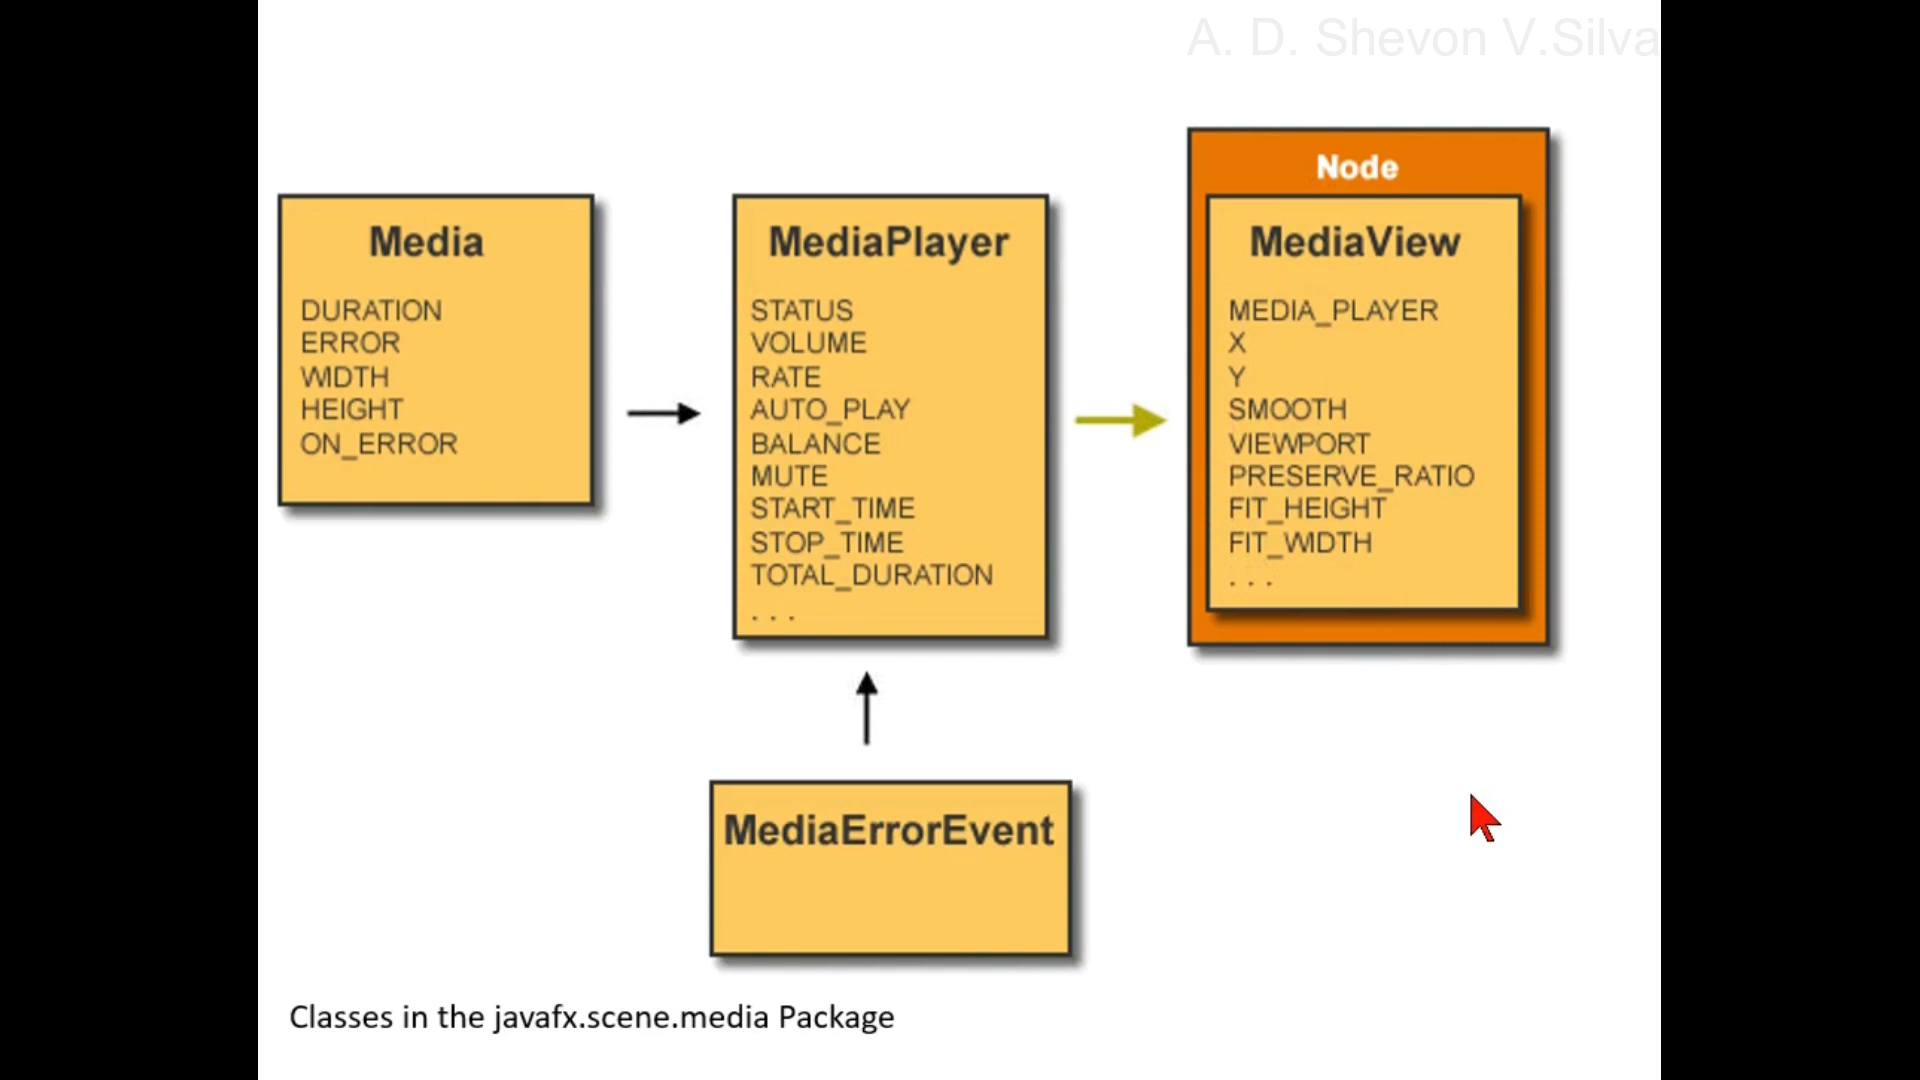 A. D. Shevon V.Silva
Media
DURATION
ERROR
WIDTH
HEIGHT
ON_ERROR
MediaPlayer
STATUS
VOLUME
RATE
AUTO_PLAY
BALANCE
MUTE
START_TIME
STOP_TIME
TOTAL_DURATION
. . .
Node
MediaView
MEDIA_PLAYER
X
Y
SMOOTH
VIEWPORT
PRESERVE_RATIO
FIT_HEIGHT
FIT_WIDTH
. . .
MediaErrorEvent
Classes in the javafx.scene.media Package